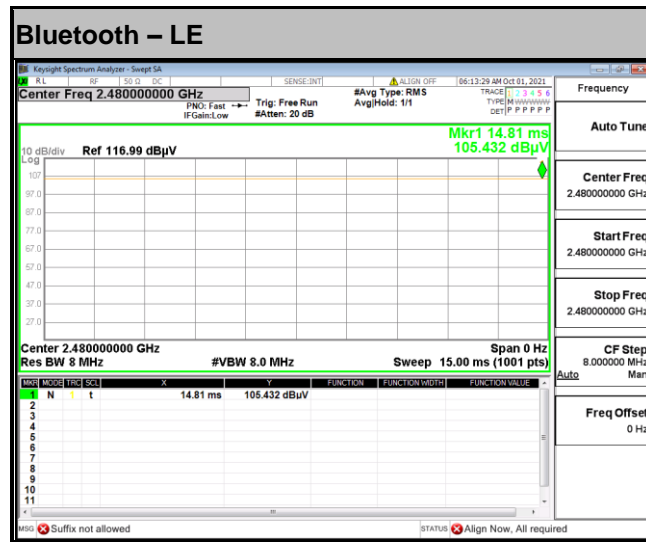 Bluetooth – LE
Keysight Spectrum Analyzer - Swept SA
RL RF 50 Ω DC SENSE:INT ALIGN OFF 06:13:29 AM Oct 01, 2021
Center Freq 2.480000000 GHz
PNO: Fast
IFGain:Low
Trig: Free Run
#Atten: 20 dB
#Avg Type: RMS
Avg|Hold: 1/1
TRACE 1 2 3 4 5 6
TYPE M W W W W W
DET P P P P P P
Mkr1 14.81 ms
105.432 dBµV
10 dB/div Ref 116.99 dBµV
Log
107
97.0
87.0
77.0
67.0
57.0
47.0
37.0
27.0
Center 2.480000000 GHz Span 0 Hz
Res BW 8 MHz #VBW 8.0 MHz Sweep 15.00 ms (1001 pts)
MKR MODE TRC SCL X Y FUNCTION FUNCTION WIDTH FUNCTION VALUE
1 N 1 t 14.81 ms 105.432 dBµV
2
3
4
5
6
7
8
9
10
11
MSG Suffix not allowed STATUS Align Now, All required
Frequency
Auto Tune
Center Freq
2.480000000 GHz
Start Freq
2.480000000 GHz
Stop Freq
2.480000000 GHz
CF Step
8.000000 MHz
Auto Man
Freq Offset
0 Hz